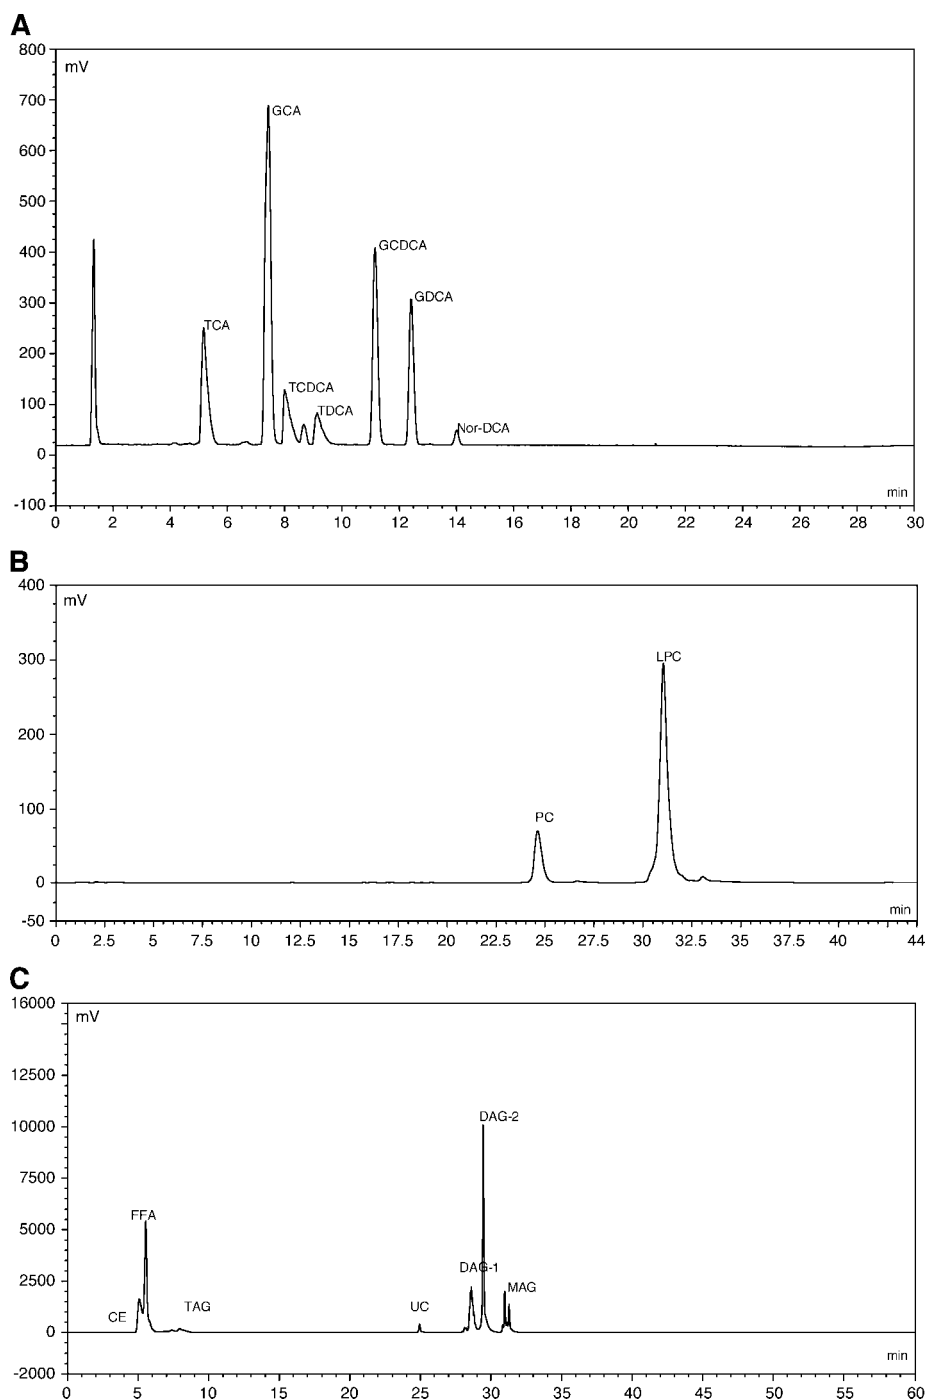 A
800
mV
700
GCA
600
500
400
GCDCA
300
GDCA
TCA
200
100
TCDCA
TDCA
Nor-DCA
0
min
-100
0 2 4 6 8 10 12 14 16 18 20 22 24 26 28 30
B
400
mV
300
LPC
200
100
PC
0
min
-50
0 2.5 5 7.5 10 12.5 15 17.5 20 22.5 25 27.5 30 32.5 35 37.5 40 44
C
16000
mV
12500
10000
DAG-2
7500
5000
FFA
2500
DAG-1
MAG
CE
TAG
UC
0
min
-2000
0 5 10 15 20 25 30 35 40 45 50 55 60